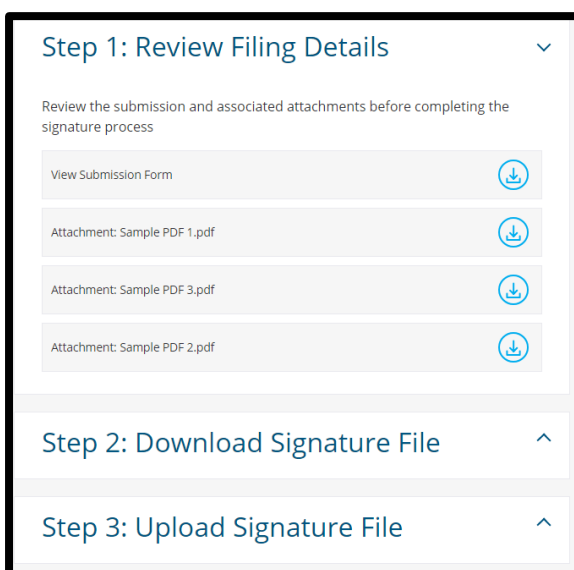 Step 1: Review Filing Details
Review the submission and associated attachments before completing the
signature process
View Submission Form
Attachment: Sample PDF 1.pdf
Attachment: Sample PDF 3.pdf
Attachment: Sample PDF 2.pdf
Step 2: Download Signature File
Step 3: Upload Signature File